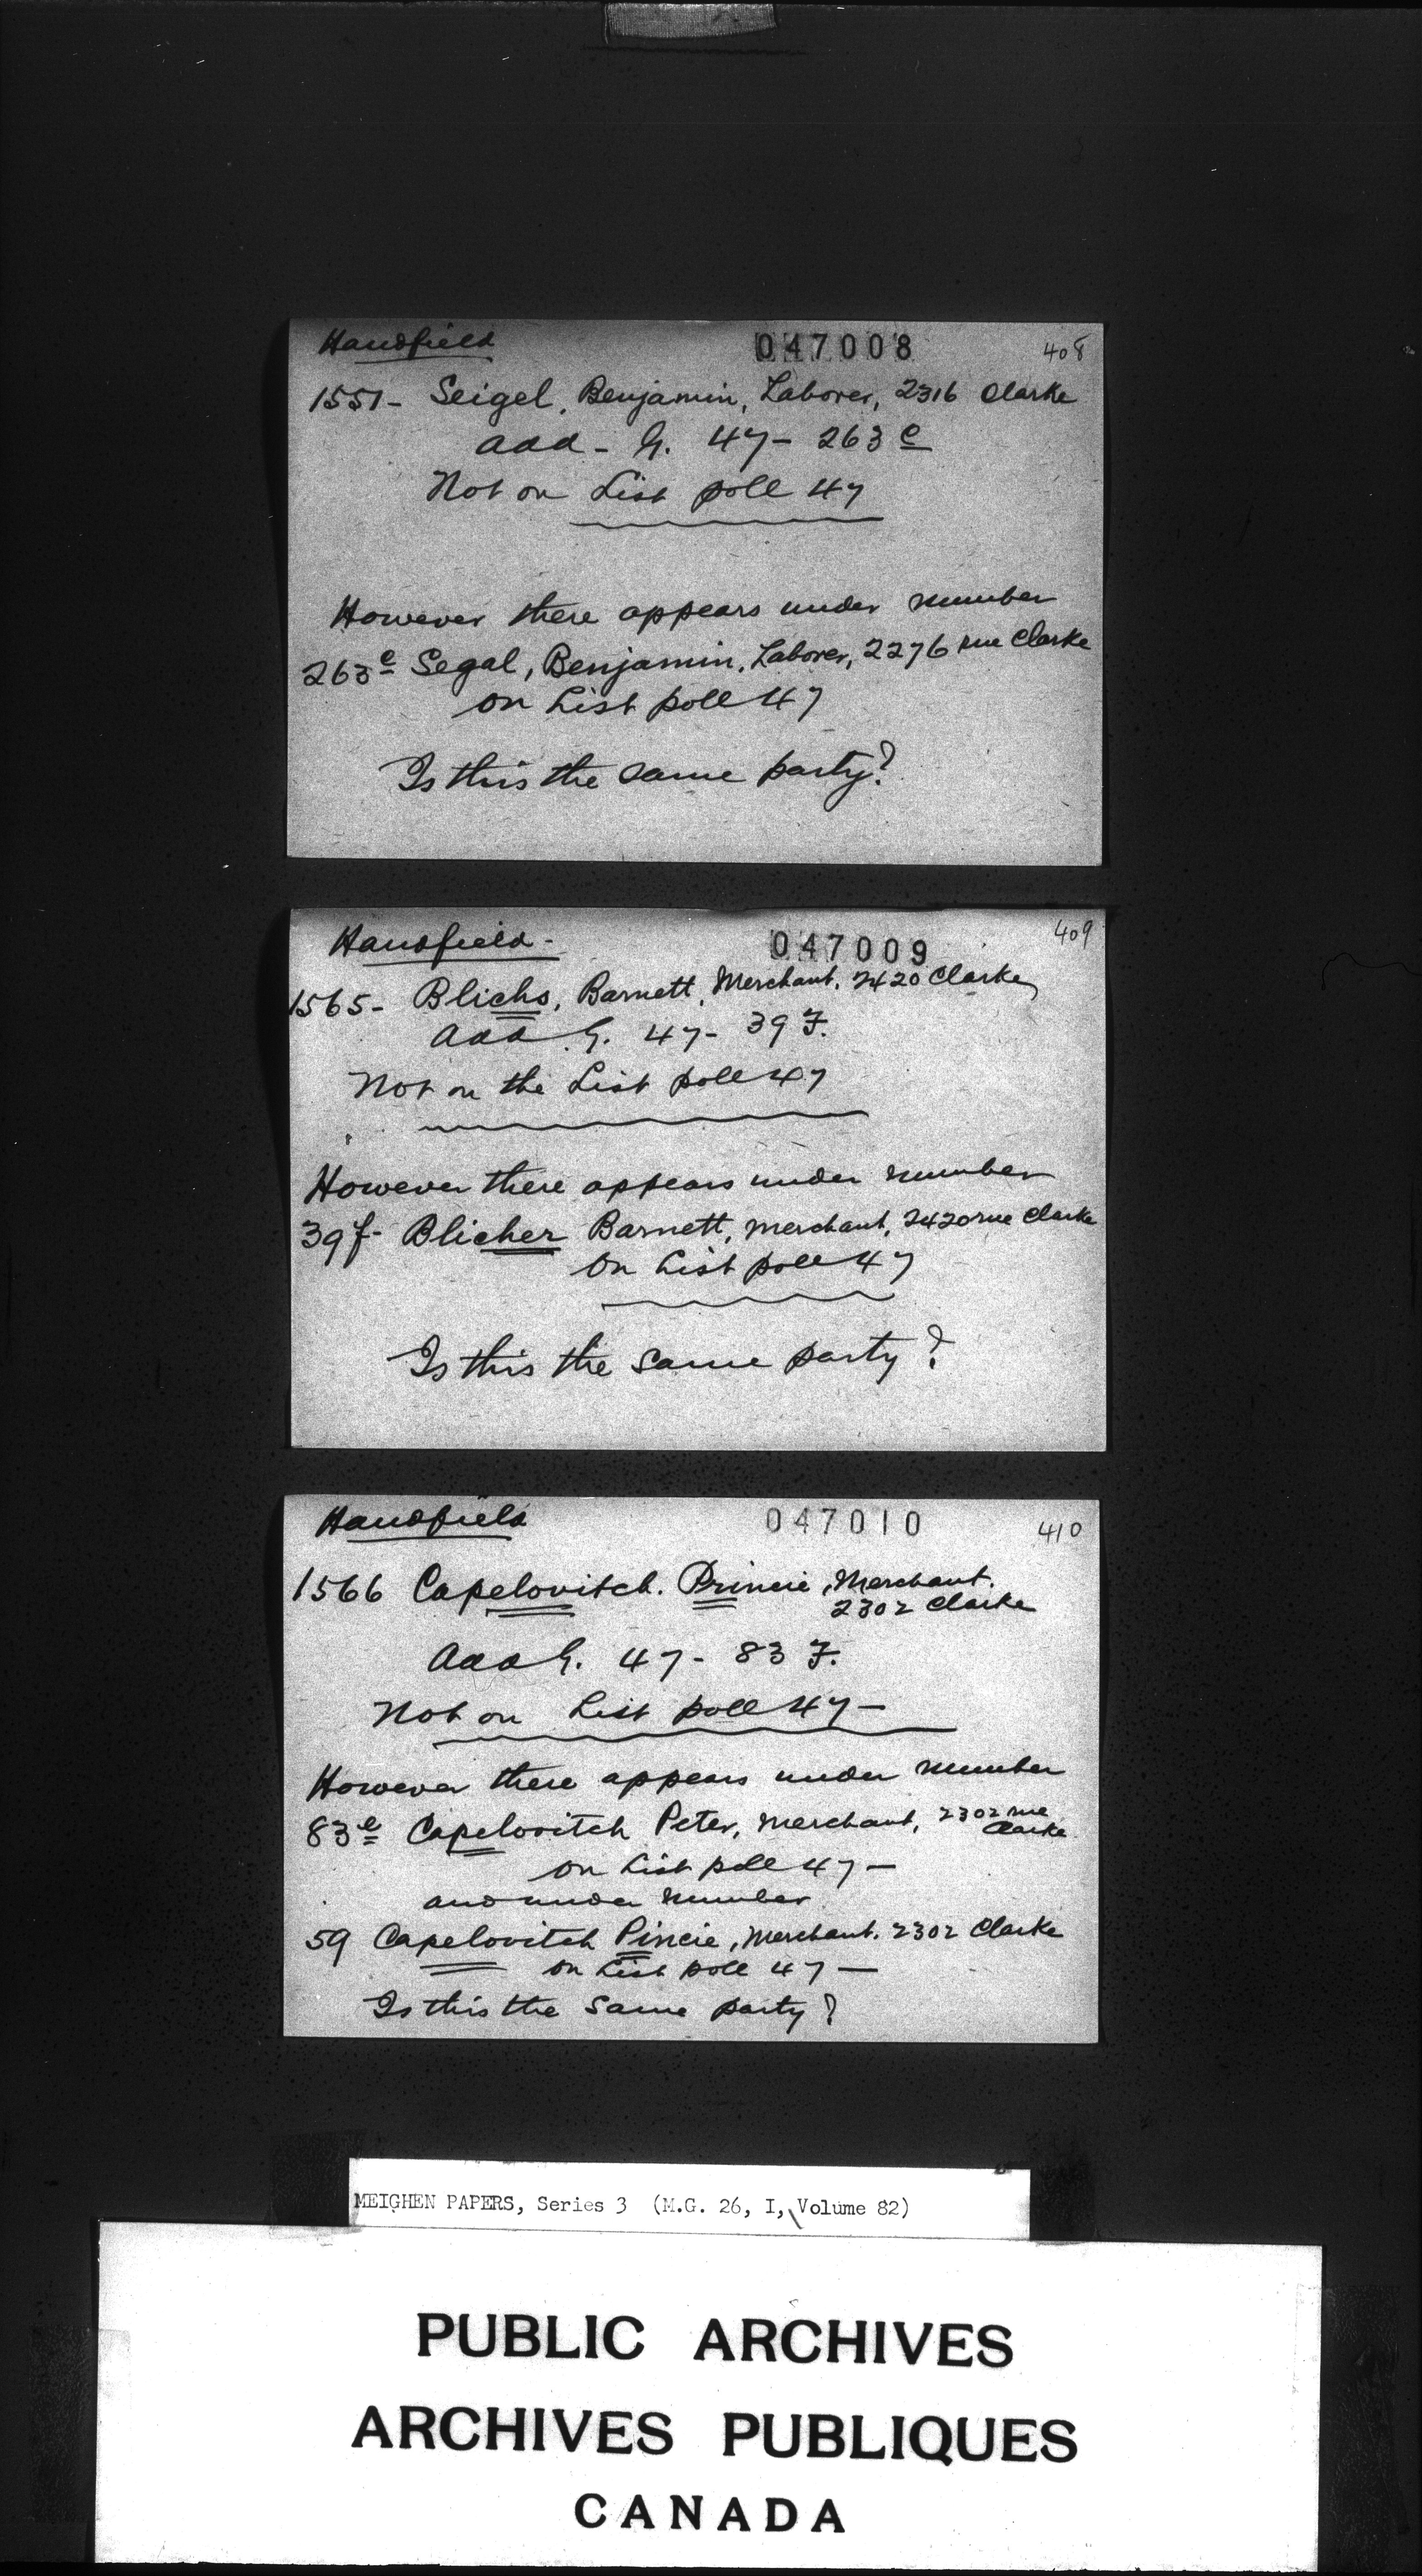 Handfield 047008 408
1551- Seigel, Benjamin, Laborer, 2316 Clarke
add - G. 47- 263 e
Not on List poll 47
However there appears under number
263 e Segal, Benjamin, Laborer, 2276 rue Clarke
on List poll 47
Is this the same party?
Handfield- 047009 409
1565- Blichs, Barnett, Merchant, 2420 Clarke
Add G. 47- 39 F.
Not on the List poll 47
However there appears under number
39f- Blicher Barnett, merchant, 2420 rue Clarke
On List poll 47
Is this the same party?
Handfield 047010 410
1566 Capelovitch. Princie, Merchant.
2302 Clarke
Add G. 47- 83 F.
Not on List poll 47-
However there appears under number
83 e Capelovitch Peter, Merchant, 2302 rue
Clarke
on List poll 47-
and under number
59 Capelovitch Pincie, Merchant. 2302 Clarke
on List poll 47-
Is this the same party?
MEIGHEN PAPERS, Series 3 (M.G. 26, I, Volume 82)
PUBLIC ARCHIVES
ARCHIVES PUBLIQUES
CANADA